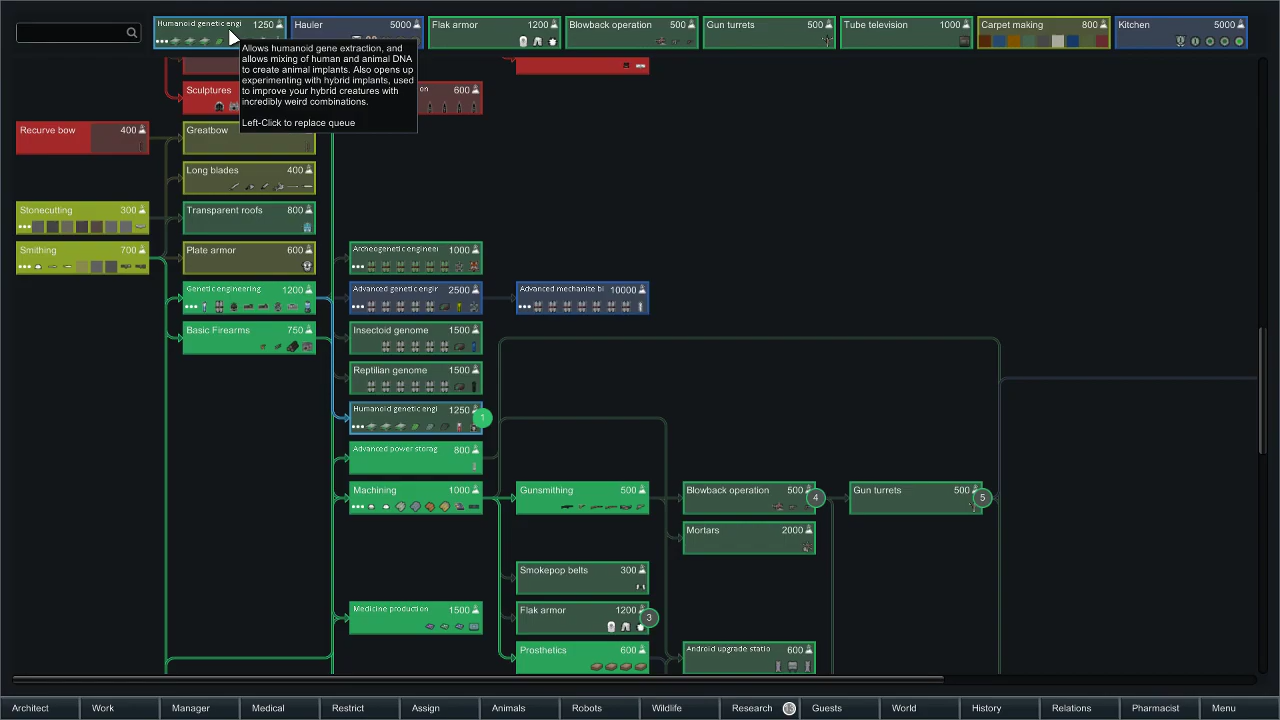 Humanoid genetic engi 1250
Hauler 5000
Flak armor 1200
Blowback operation 500
Gun turrets 500
Tube television 1000
Carpet making 800
Kitchen 5000
Allows humanoid gene extraction, and
allows mixing of human and animal DNA
to create animal implants. Also opens up
experimenting with hybrid implants, used
to improve your hybrid creatures with
incredibly weird combinations.
Left-Click to replace queue
Sculptures
on 600
Recurve bow 400
Greatbow
Long blades 400
Stonecutting 300
Transparent roofs 800
Smithing 700
Plate armor 600
Archeogenetic engineei 1000
Genetic engineering 1200
Advanced genetic engir 2500
Advanced mechanite bi 10000
Basic Firearms 750
Insectoid genome 1500
Reptilian genome 1500
Humanoid genetic engi 1250
1
Advanced power storag 800
Machining 1000
Gunsmithing 500
Blowback operation 500
4
Gun turrets 500
5
Mortars 2000
Smokepop belts 300
Medicine production 1500
Flak armor 1200
3
Prosthetics 600
Android upgrade statio 600
Architect
Work
Manager
Medical
Restrict
Assign
Animals
Robots
Wildlife
Research
Guests
World
History
Relations
Pharmacist
Menu